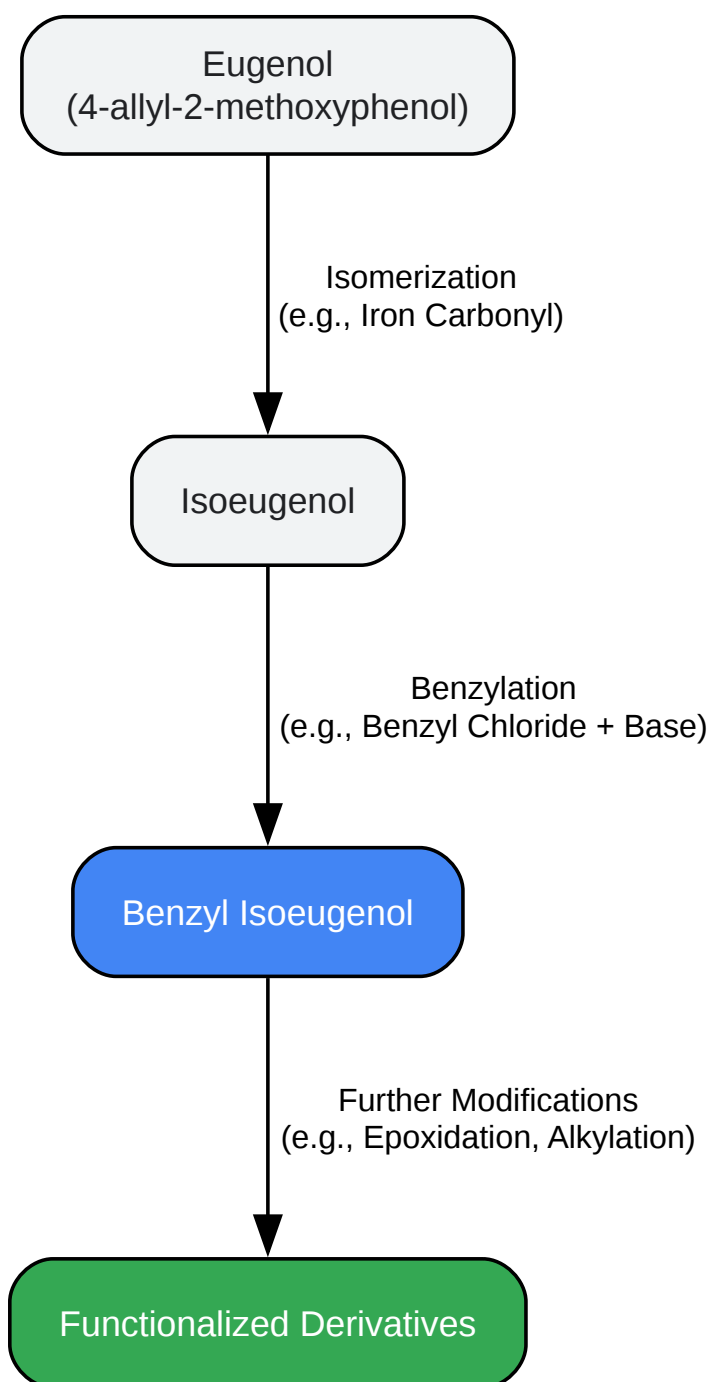 Eugenol
(4-allyl-2-methoxyphenol)
Isomerization
(e.g., Iron Carbonyl)
Isoeugenol
Benzylation
(e.g., Benzyl Chloride + Base)
Benzyl Isoeugenol
Further Modifications
(e.g., Epoxidation, Alkylation)
Functionalized Derivatives